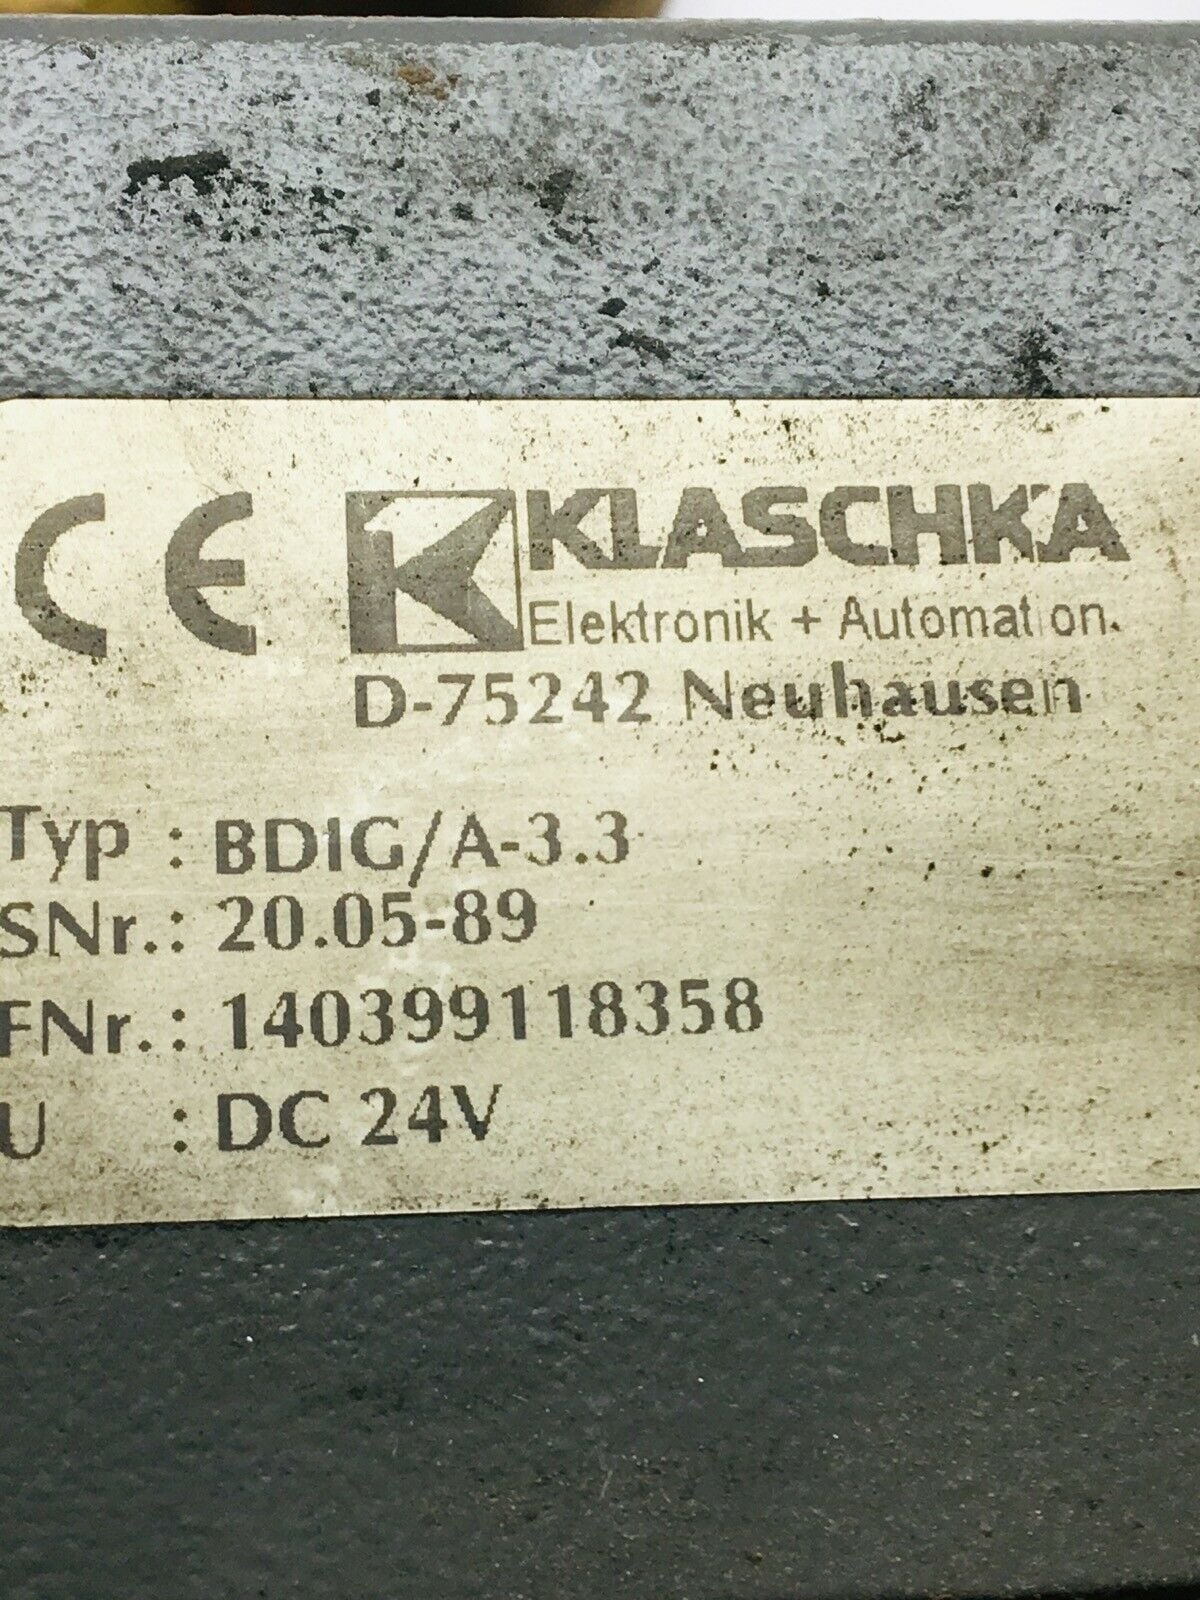 CE KLASCHKA
Elektronik + Automation.
D-75242 Neuhausen
Typ : BDIG/A-3.3
SNr.: 20.05-89
FNr.: 140399118358
U : DC 24V